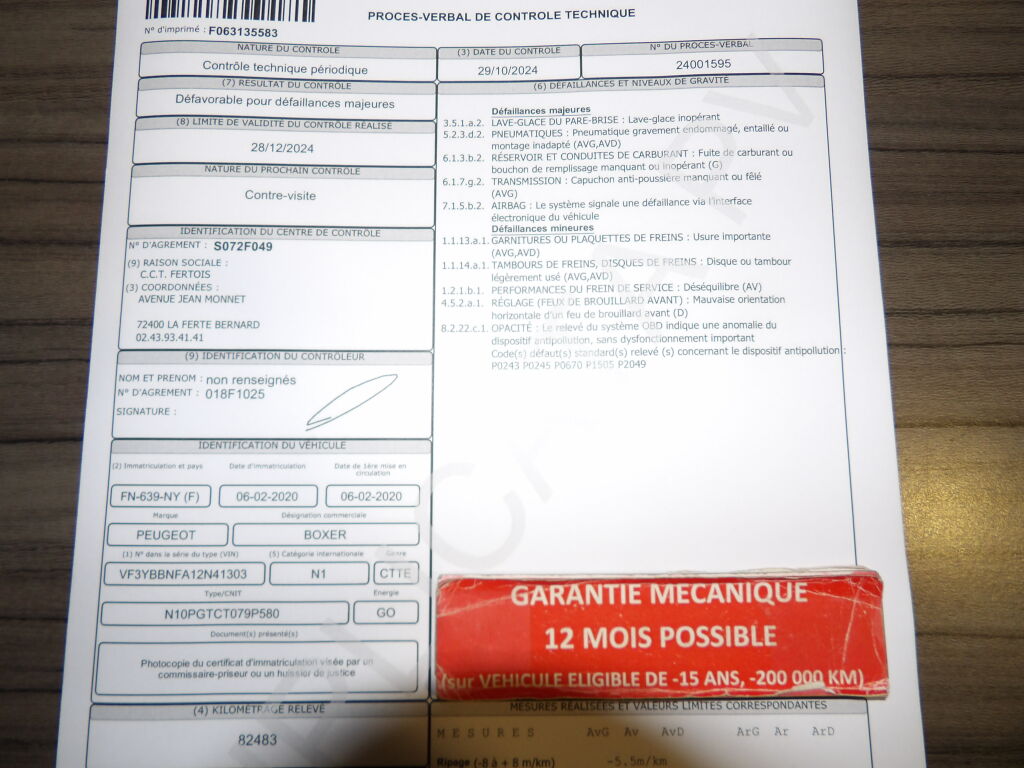 PROCES-VERBAL DE CONTROLE TECHNIQUE
N° d'imprimé : F063135583
NATURE DU CONTRÔLE
Contrôle technique périodique
(3) DATE DU CONTRÔLE
29/10/2024
N° DU PROCES-VERBAL
24001595
(7) RÉSULTAT DU CONTRÔLE
Défavorable pour défaillances majeures
(8) LIMITE DE VALIDITÉ DU CONTRÔLE RÉALISÉ
28/12/2024
NATURE DU PROCHAIN CONTRÔLE
Contre-visite
IDENTIFICATION DU CENTRE DE CONTRÔLE
N° D'AGREMENT : S072F049
(9) RAISON SOCIALE :
C.C.T. FERTOIS
(3) COORDONNÉES :
AVENUE JEAN MONNET
72400 LA FERTE BERNARD
02.43.93.41.41
(9) IDENTIFICATION DU CONTRÔLEUR
NOM ET PRENOM : non renseignés
N° D'AGREMENT : 018F1025
SIGNATURE :
IDENTIFICATION DU VÉHICULE
(2) Immatriculation et pays
Date d'immatriculation
Date de 1ère mise en circulation
FN-639-NY (F)
06-02-2020
06-02-2020
Marque
Désignation commerciale
PEUGEOT
BOXER
(1) N° dans la série du type (VIN)
(5) Catégorie internationale
Genre
VF3YBBNFA12N41303
N1
CTTE
Type/CNIT
Energie
N10PGTCT079P580
GO
Document(s) présenté(s)
Photocopie du certificat d'immatriculation visée par un
commissaire-priseur ou un huissier de justice
(4) KILOMÉTRAGE RELEVÉ
82483
(6) DÉFAILLANCES ET NIVEAUX DE GRAVITÉ
Défaillances majeures
3.5.1.a.2. LAVE-GLACE DU PARE-BRISE : Lave-glace inopérant
5.2.3.d.2. PNEUMATIQUES : Pneumatique gravement endommagé, entaillé ou
montage inadapté (AVG,AVD)
6.1.3.b.2. RÉSERVOIR ET CONDUITES DE CARBURANT : Fuite de carburant ou
bouchon de remplissage manquant ou inopérant (G)
6.1.7.g.2. TRANSMISSION : Capuchon anti-poussière manquant ou fêlé
(AVG)
7.1.5.b.2. AIRBAG : Le système signale une défaillance via l'interface
électronique du véhicule
Défaillances mineures
1.1.13.a.1. GARNITURES OU PLAQUETTES DE FREINS : Usure importante
(AVG,AVD)
1.1.14.a.1. TAMBOURS DE FREINS, DISQUES DE FREINS : Disque ou tambour
légèrement usé (AVG,AVD)
1.2.1.b.1. PERFORMANCES DU FREIN DE SERVICE : Déséquilibre (AV)
4.5.2.a.1. RÉGLAGE (FEUX DE BROUILLARD AVANT) : Mauvaise orientation
horizontale d'un feu de brouillard avant (D)
8.2.22.c.1. OPACITÉ : Le relevé du système OBD indique une anomalie du
dispositif antipollution, sans dysfonctionnement important
Code(s) défaut(s) standard(s) relevé (s) concernant le dispositif antipollution :
P0243 P0245 P0670 P1505 P2049
GARANTIE MECANIQUE
12 MOIS POSSIBLE
(sur VEHICULE ELIGIBLE DE -15 ANS, -200 000 KM)
MESURES RÉALISÉES ET VALEURS LIMITES CORRESPONDANTES
MESURES AvG Av AvD ArG Ar ArD
Ripage (-8 à + 8 m/km) -5.5m/km